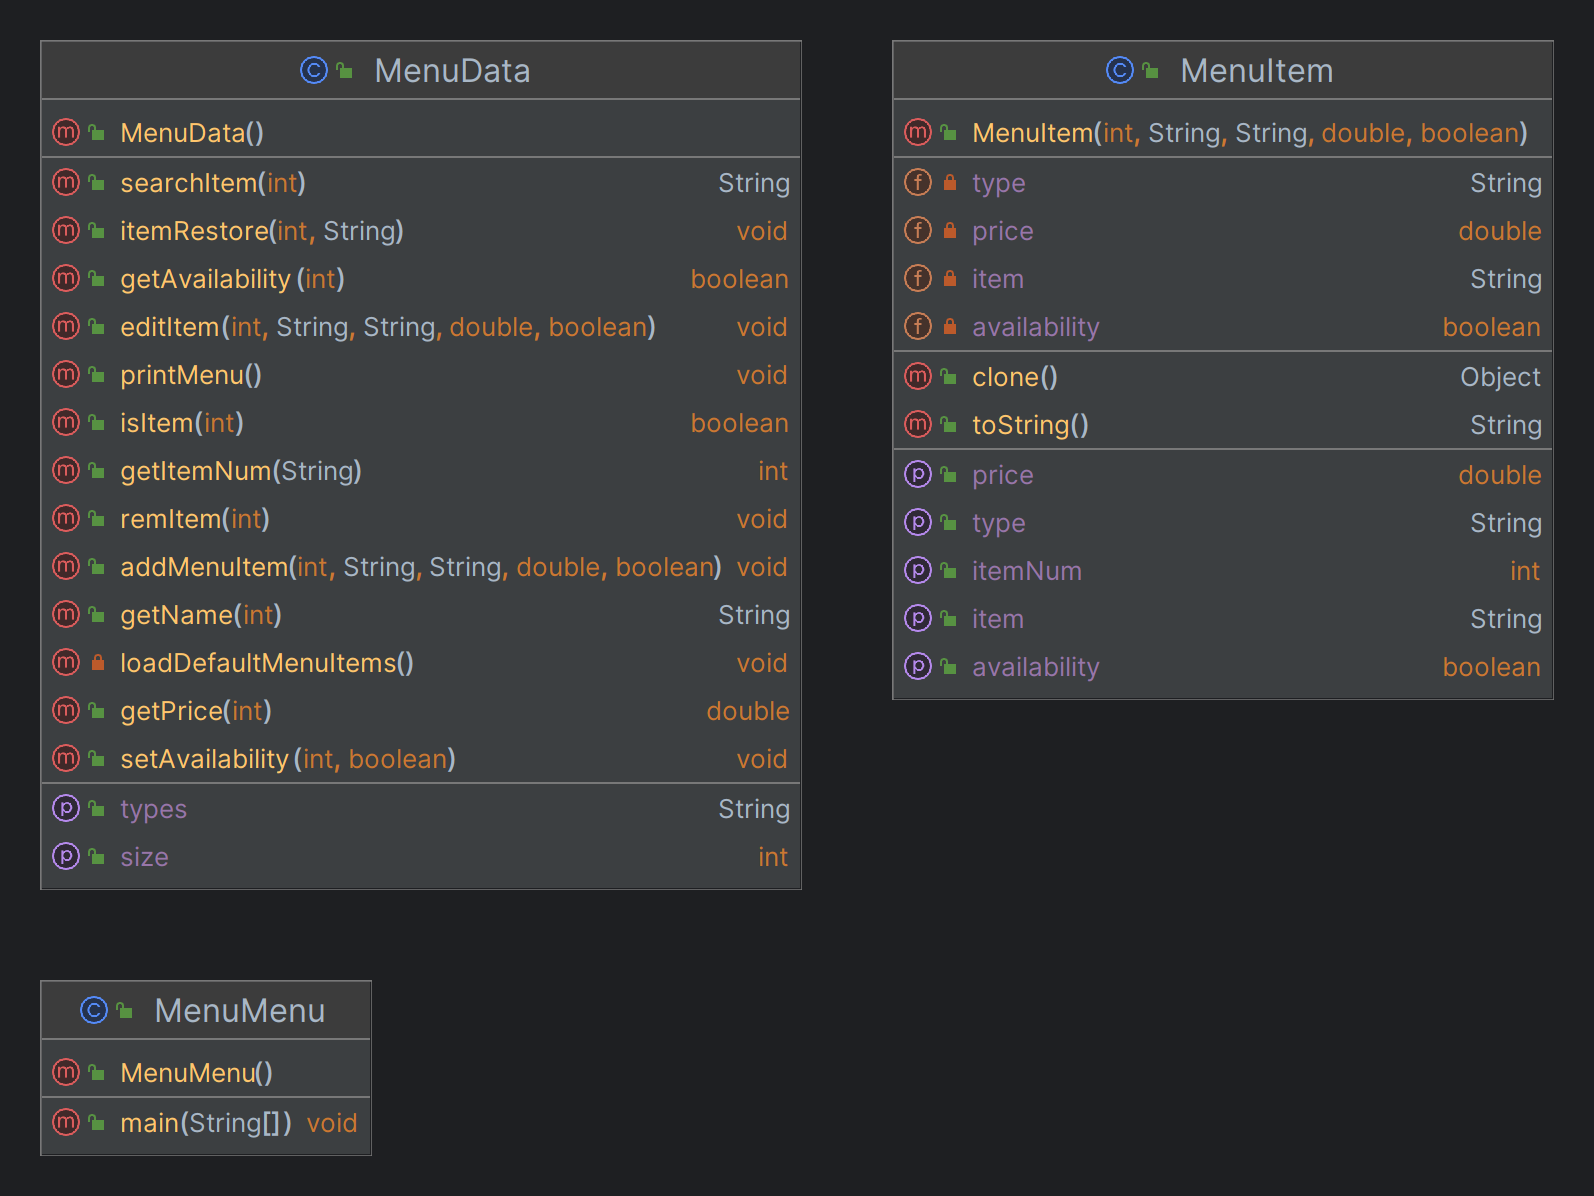 MenuData
MenuData()
searchItem(int) String
itemRestore(int, String) void
getAvailability(int) boolean
editItem(int, String, String, double, boolean) void
printMenu() void
isItem(int) boolean
getItemNum(String) int
remItem(int) void
addMenuItem(int, String, String, double, boolean) void
getName(int) String
loadDefaultMenuItems() void
getPrice(int) double
setAvailability(int, boolean) void
types String
size int
MenuItem
MenuItem(int, String, String, double, boolean)
type String
price double
item String
availability boolean
clone() Object
toString() String
price double
type String
itemNum int
item String
availability boolean
MenuMenu
MenuMenu()
main(String[]) void